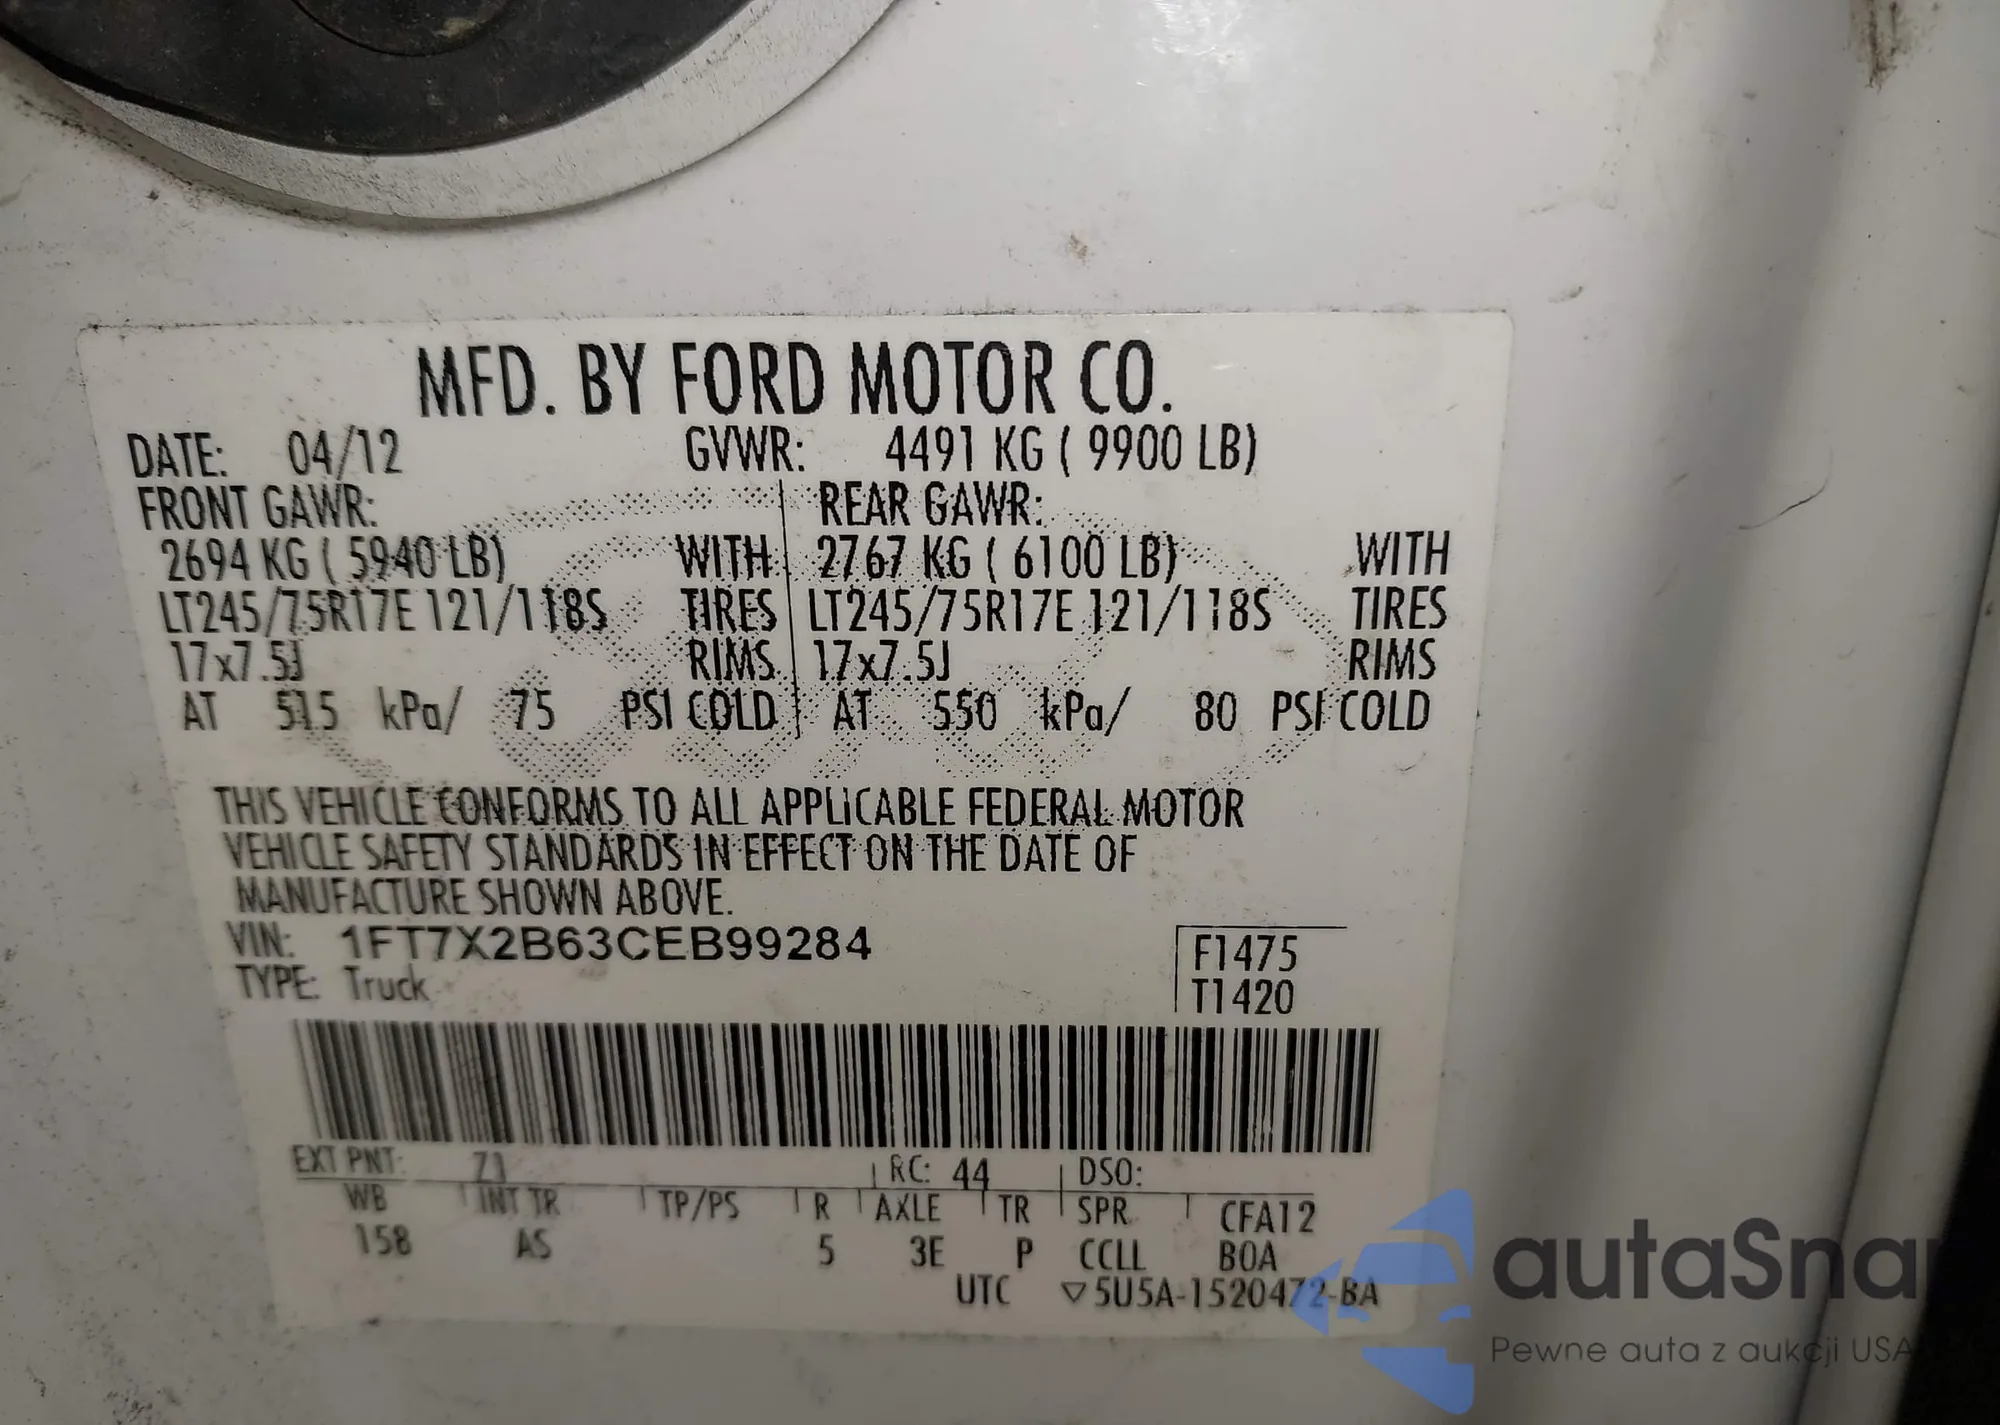 MFD. BY FORD MOTOR CO.
DATE: 04/12 GVWR: 4491 KG ( 9900 LB)
FRONT GAWR: REAR GAWR:
2694 KG ( 5940 LB) WITH 2767 KG ( 6100 LB) WITH
LT245/75R17E 121/118S TIRES LT245/75R17E 121/118S TIRES
17x7.5J RIMS 17x7.5J RIMS
AT 515 kPa/ 75 PSI COLD AT 550 kPa/ 80 PSI COLD
THIS VEHICLE CONFORMS TO ALL APPLICABLE FEDERAL MOTOR
VEHICLE SAFETY STANDARDS IN EFFECT ON THE DATE OF
MANUFACTURE SHOWN ABOVE.
VIN: 1FT7X2B63CEB99284 F1475
TYPE: Truck T1420
EXT PNT: Z1 RC: 44 DSO:
WB INT TR TP/PS R AXLE TR SPR CFA12
158 AS 5 3E P CCLL B0A
UTC ▽5U5A-1520472-BA
autaSna
Pewne auta z aukcji USA